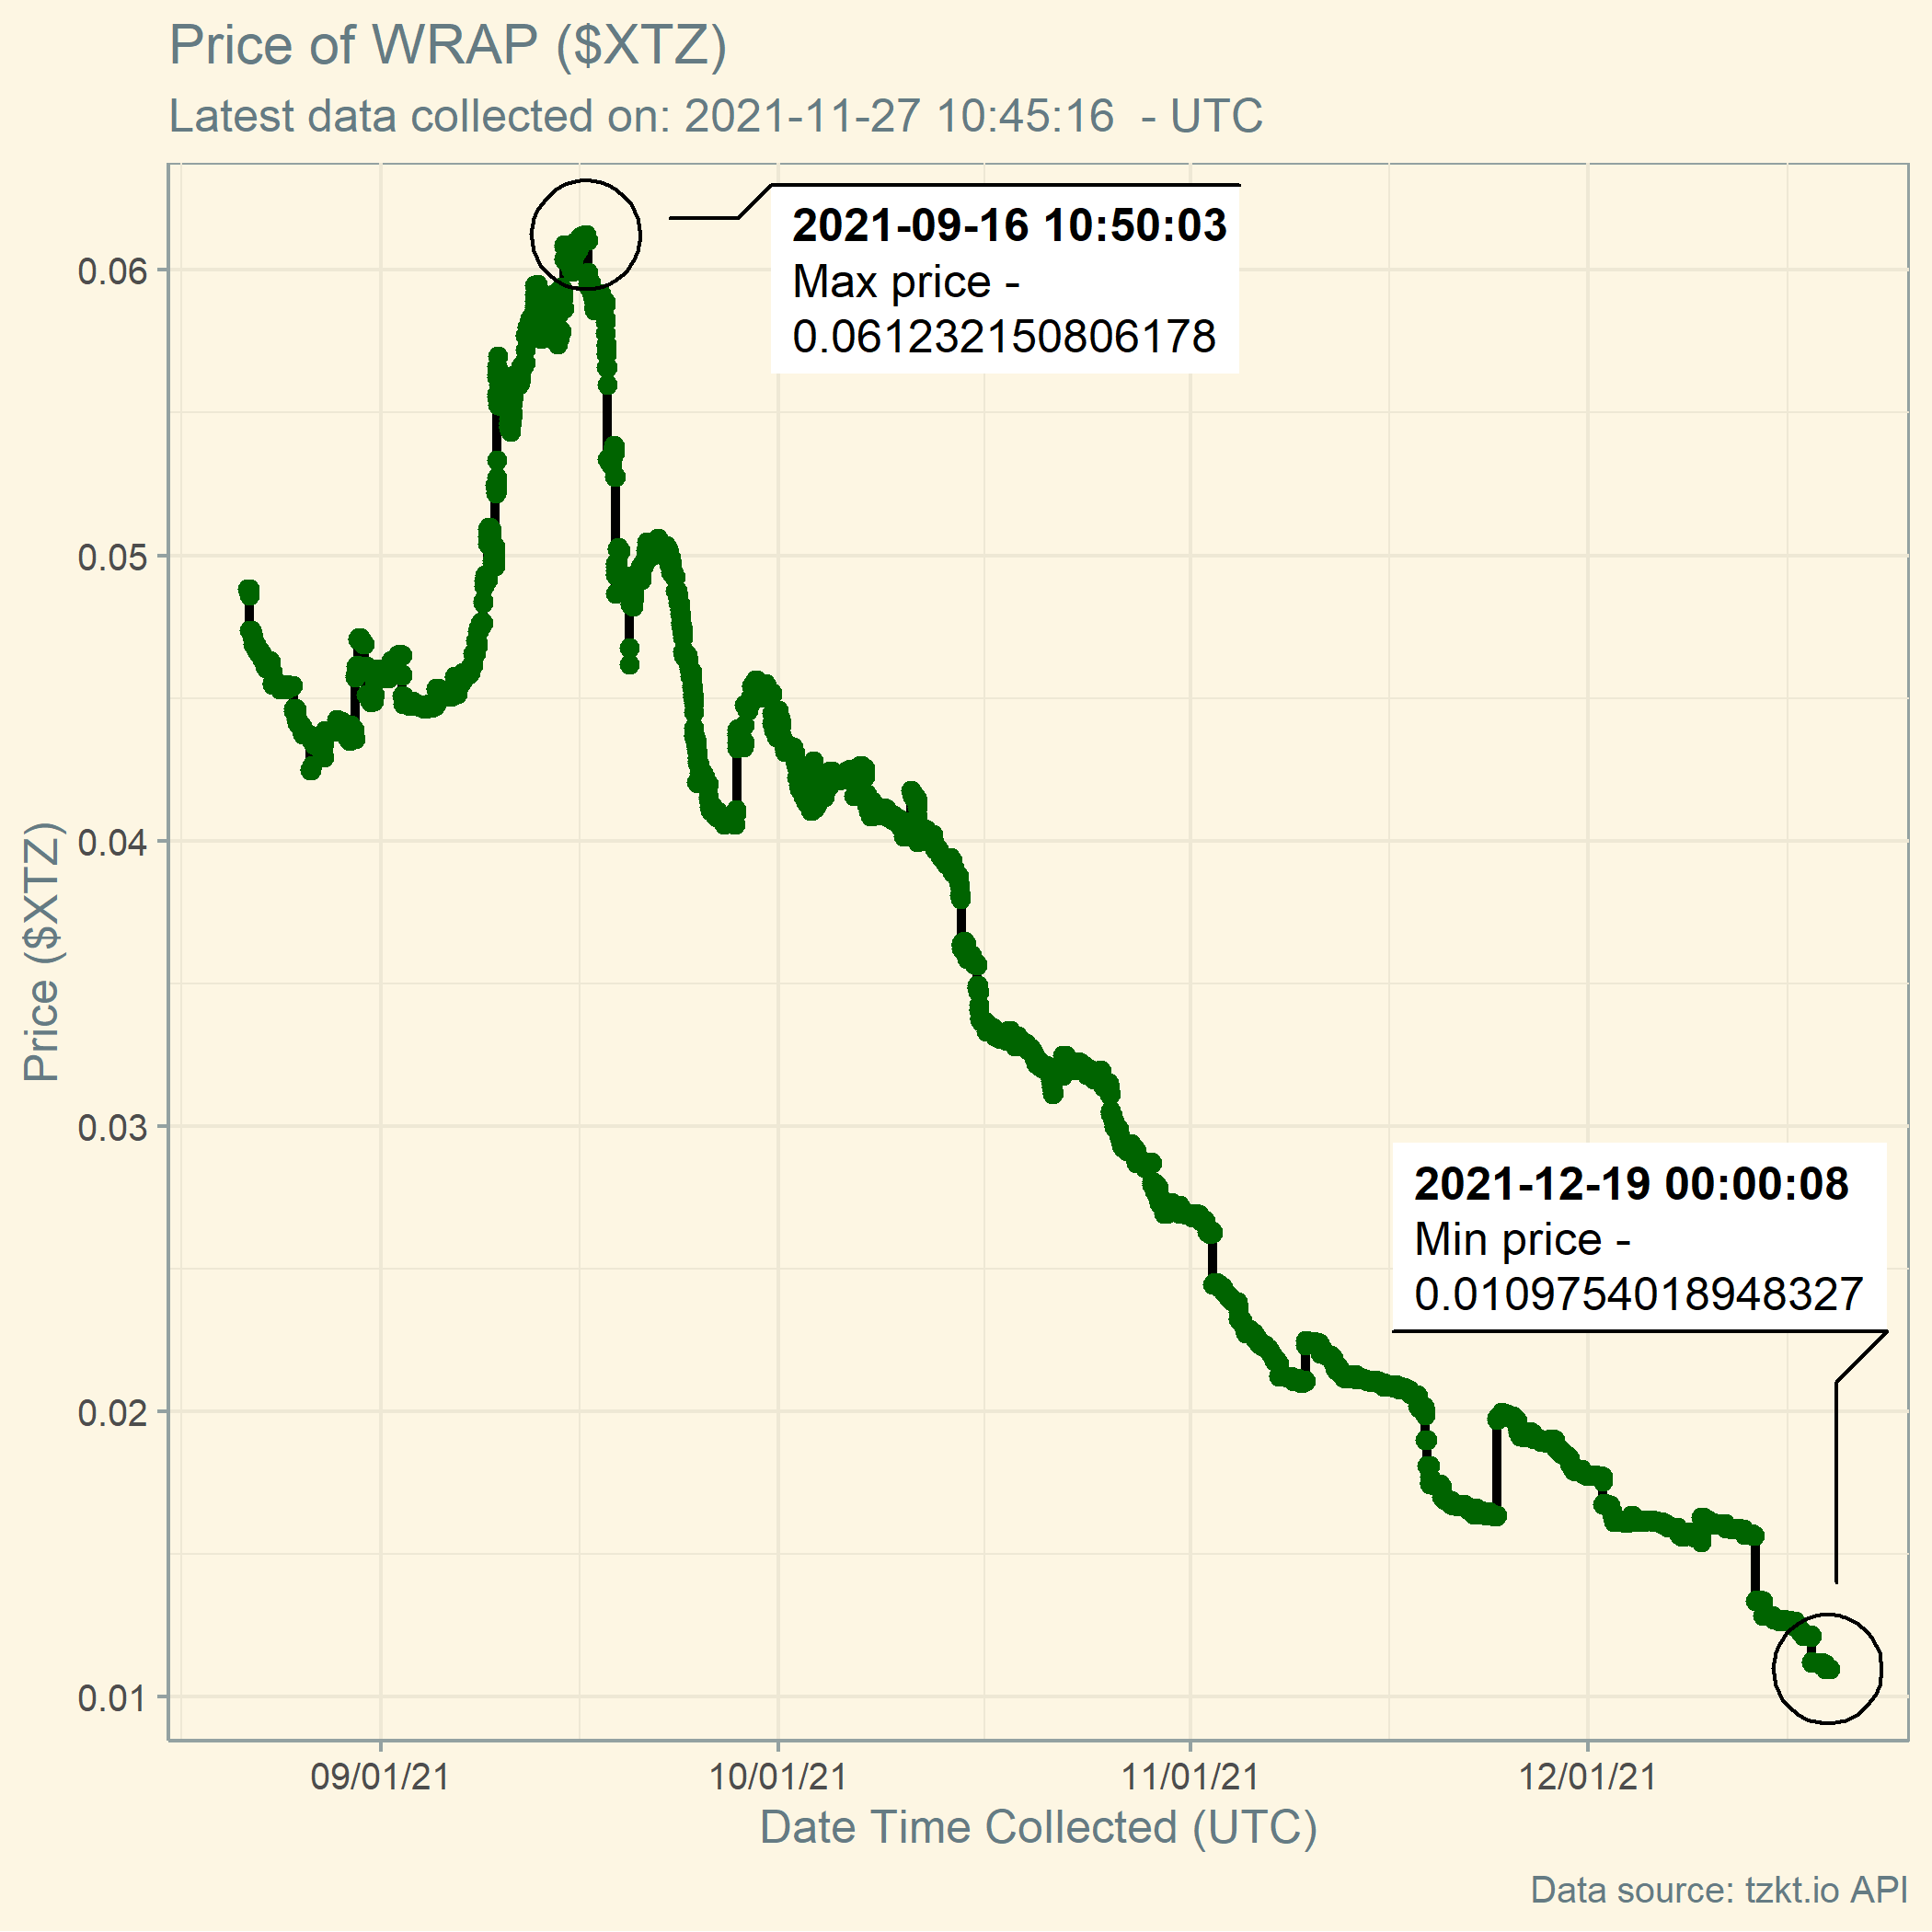 Price of WRAP ($XTZ)
Latest data collected on: 2021-11-27 10:45:16  - UTC
2021-09-16 10:50:03
Max price -
0.061232150806178
0.06
0.05
0.04
0.03
0.02
0.01
Price ($XTZ)
2021-12-19 00:00:08
Min price -
0.0109754018948327
09/01/21
10/01/21
11/01/21
12/01/21
Date Time Collected (UTC)
Data source: tzkt.io API